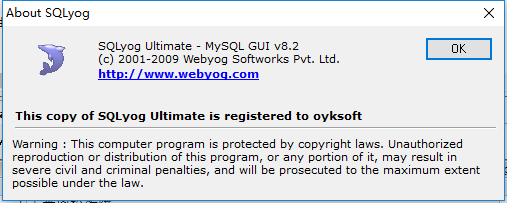 About SQLyog
SQLyog Ultimate - MySQL GUI v8.2
OK
(c) 2001-2009 Webyog Softworks Pvt. Ltd.
http://www.webyog.com
This copy of SQLyog Ultimate is registered to oyksoft
Warning : This computer program is protected by copyright laws. Unauthorized
reproduction or distribution of this program, or any portion of it, may result in
severe civil and criminal penalties, and will be prosecuted to the maximum extent
possible under the law.